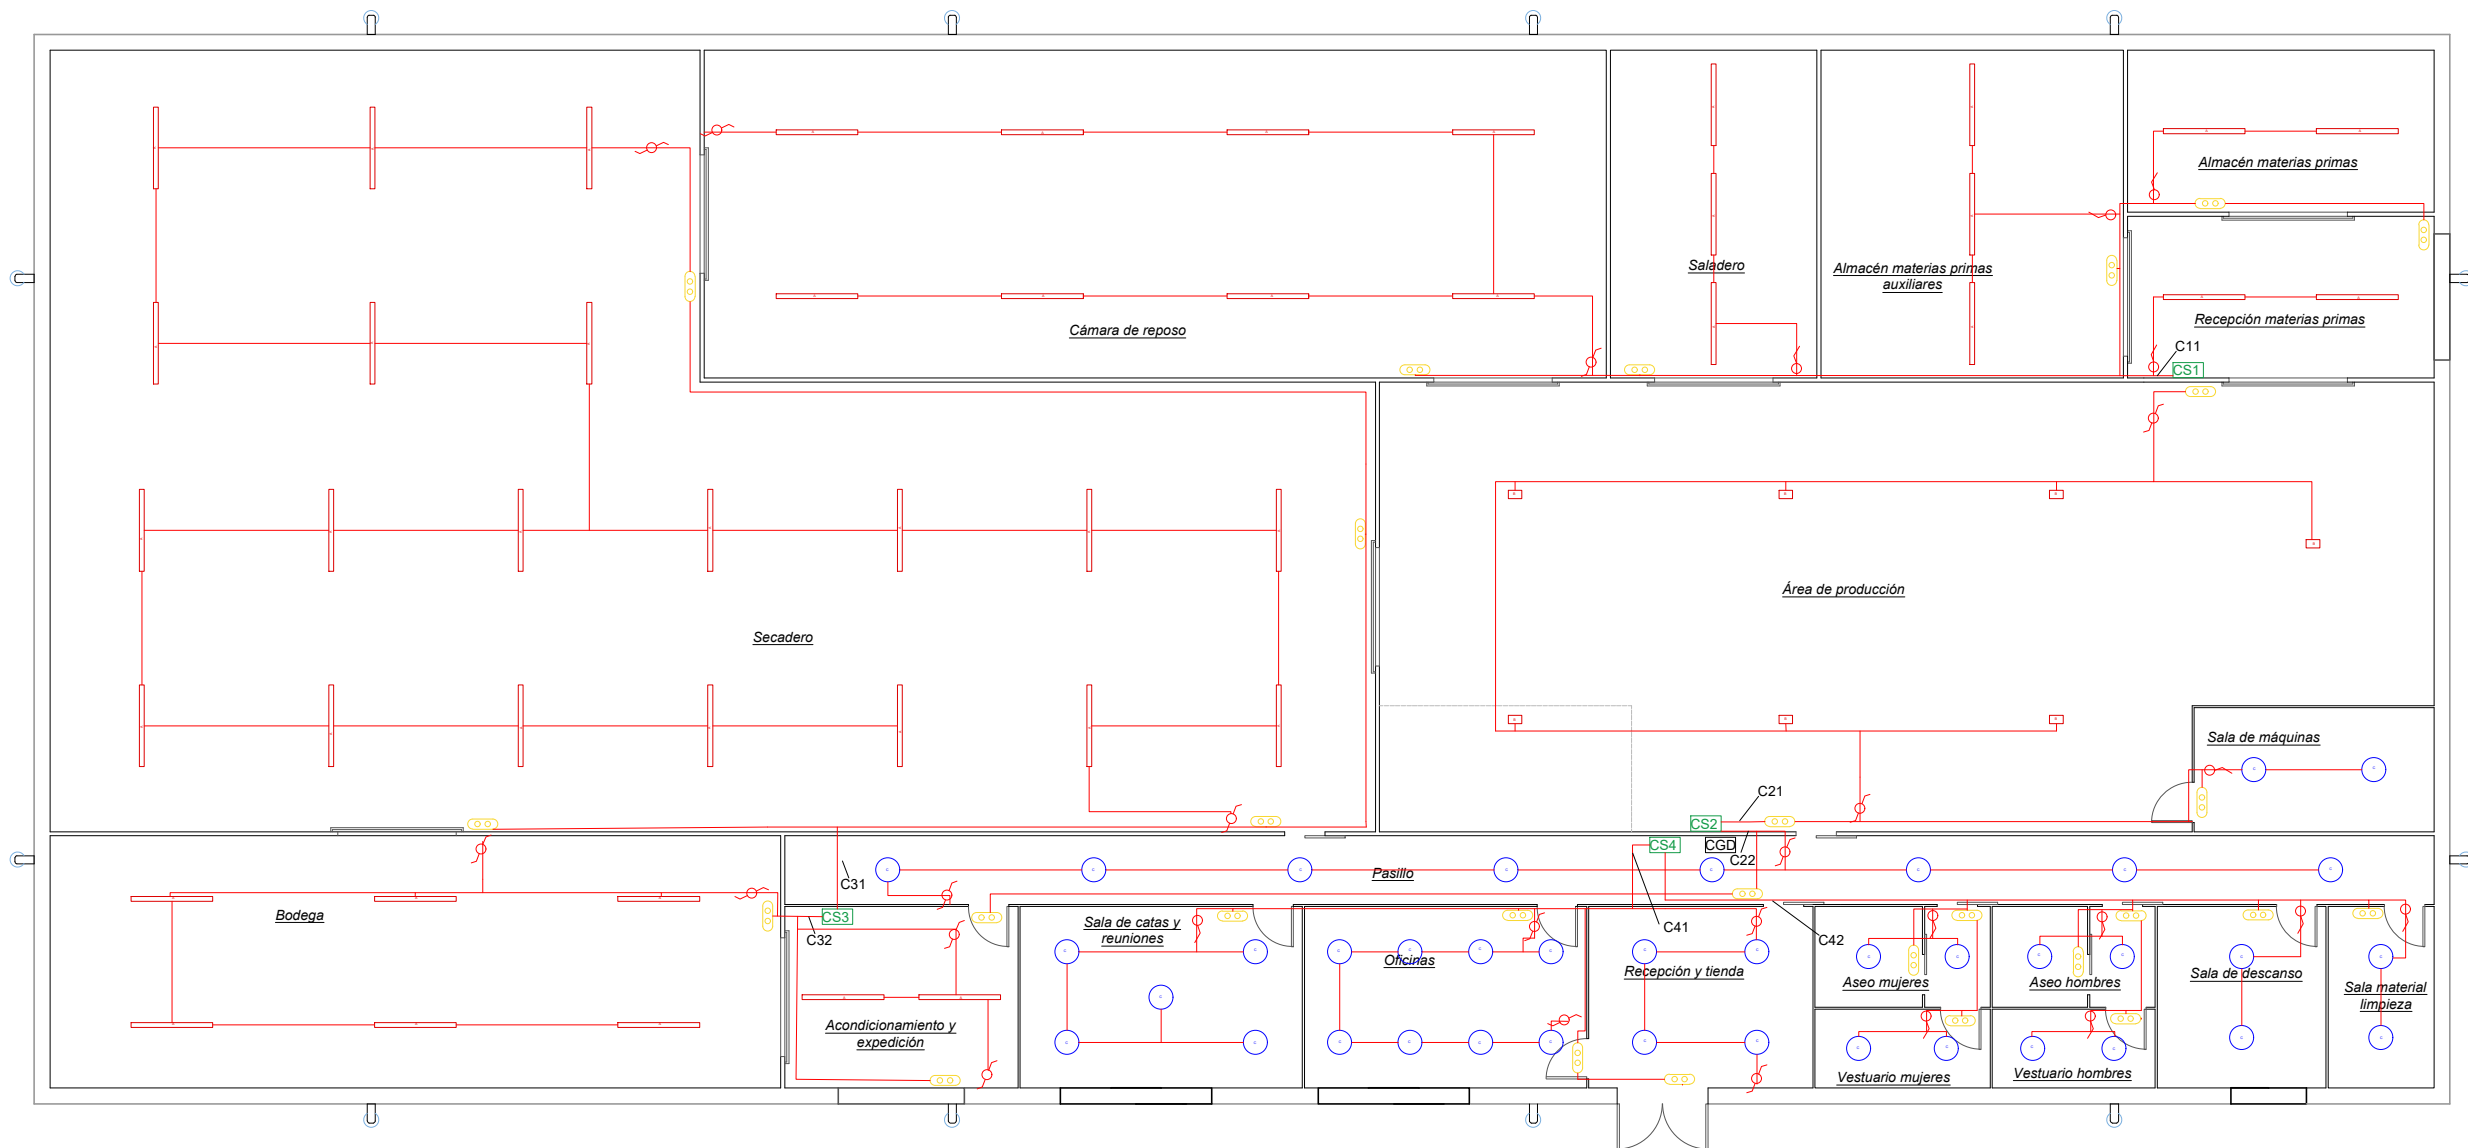 Almacén materias primas
Saladero
Almacén materias primas
auxiliares
Recepción materias primas
Cámara de reposo
C11
CS1
Área de producción
Secadero
Sala de máquinas
C21
CS2
CS4
CGD
C22
Pasillo
C31
Bodega
CS3
C32
Sala de catas y
reuniones
C41
C42
Oficinas
Recepción y tienda
Aseo mujeres
Aseo hombres
Sala de descanso
Sala material
limpieza
Acondicionamiento y
expedición
Vestuario mujeres
Vestuario hombres